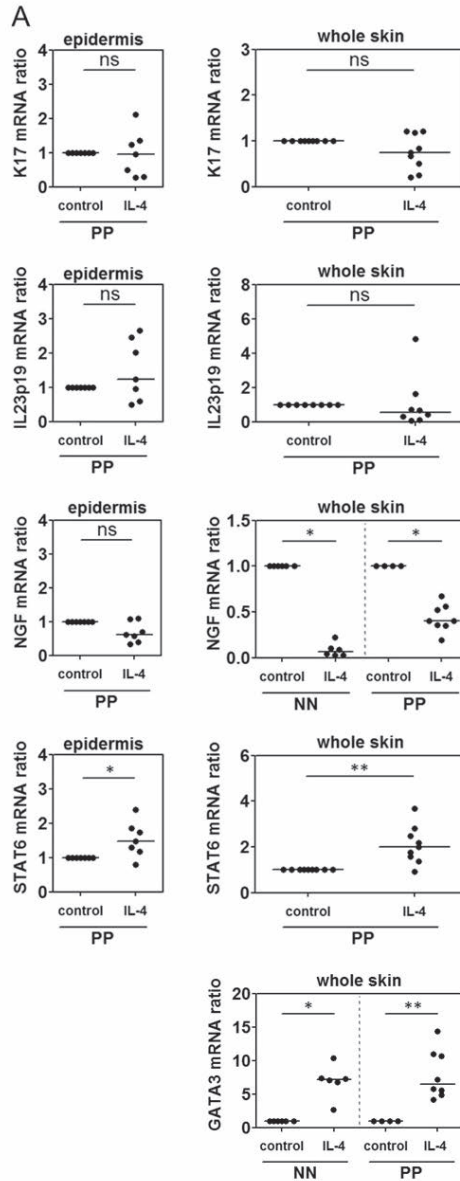 A
epidermis
ns
K17 mRNA ratio
4
3
2
1
0
control IL-4
PP
whole skin
ns
K17 mRNA ratio
3
2
1
0
control IL-4
PP
epidermis
ns
IL23p19 mRNA ratio
4
3
2
1
0
control IL-4
PP
whole skin
ns
IL23p19 mRNA ratio
8
6
4
2
0
control IL-4
PP
epidermis
ns
NGF mRNA ratio
4
3
2
1
0
control IL-4
PP
whole skin
* *
NGF mRNA ratio
1.5
1.0
0.5
0.0
control IL-4 control IL-4
NN PP
epidermis
*
STAT6 mRNA ratio
4
3
2
1
0
control IL-4
PP
whole skin
**
STAT6 mRNA ratio
6
4
2
0
control IL-4
PP
whole skin
* **
GATA3 mRNA ratio
20
15
10
5
0
control IL-4 control IL-4
NN PP